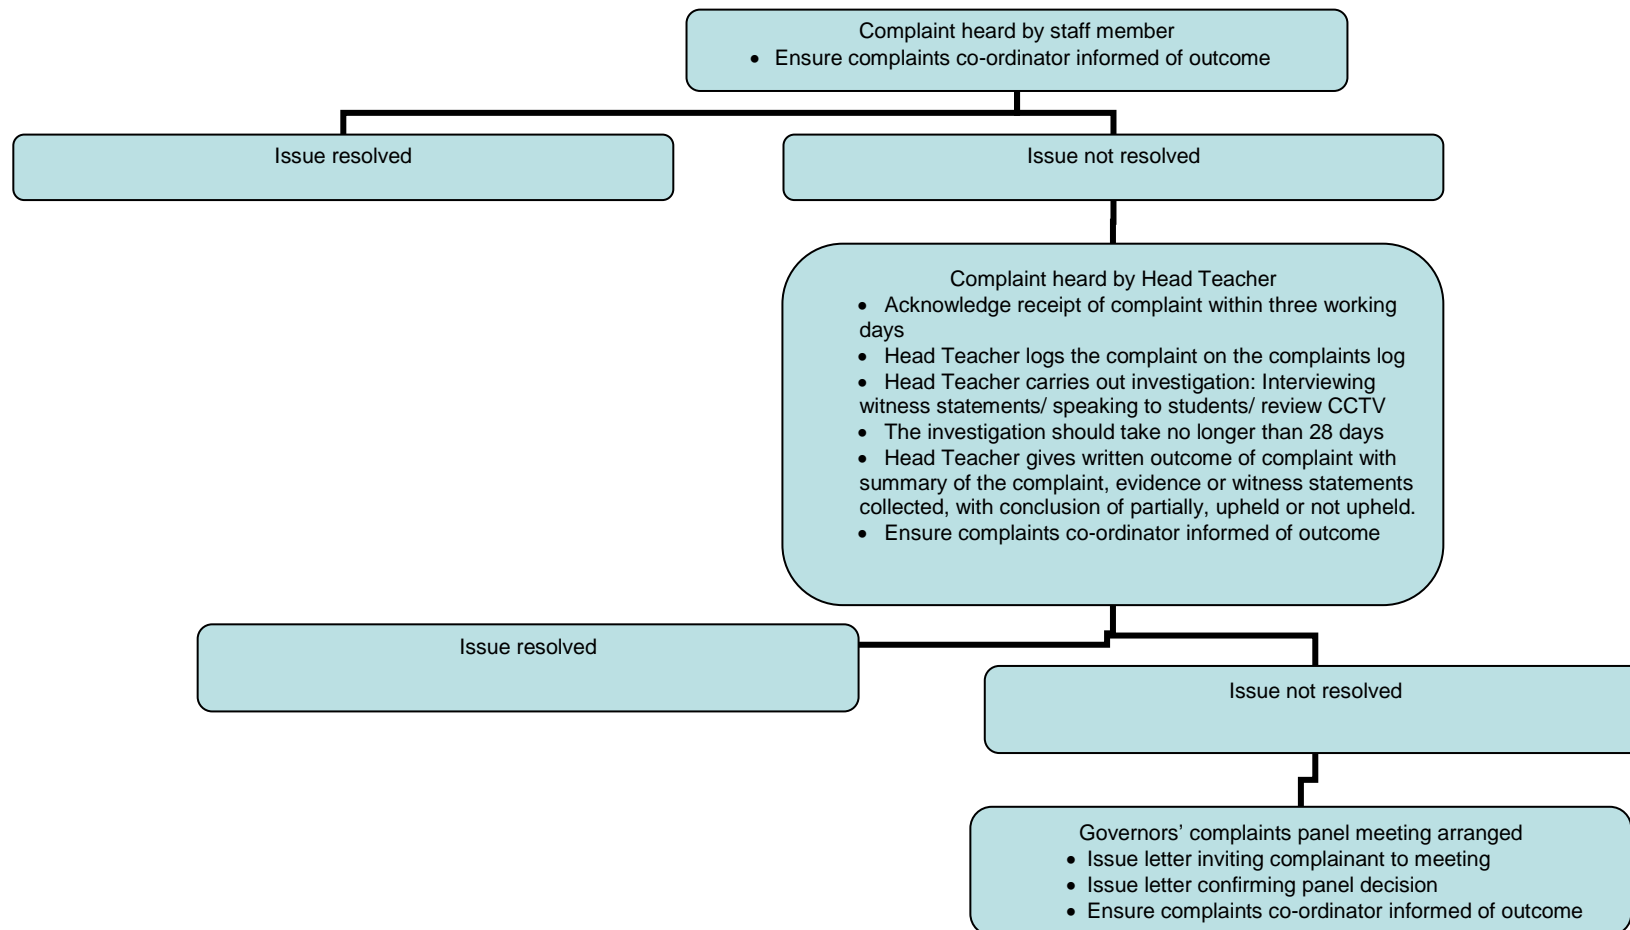 Complaint heard by staff member
• Ensure complaints co-ordinator informed of outcome
Issue resolved
Issue not resolved
Complaint heard by Head Teacher
• Acknowledge receipt of complaint within three working
days
• Head Teacher logs the complaint on the complaints log
• Head Teacher carries out investigation: Interviewing
witness statements/ speaking to students/ review CCTV
• The investigation should take no longer than 28 days
• Head Teacher gives written outcome of complaint with
summary of the complaint, evidence or witness statements
collected, with conclusion of partially, upheld or not upheld.
• Ensure complaints co-ordinator informed of outcome
Issue resolved
Issue not resolved
Governors’ complaints panel meeting arranged
• Issue letter inviting complainant to meeting
• Issue letter confirming panel decision
• Ensure complaints co-ordinator informed of outcome